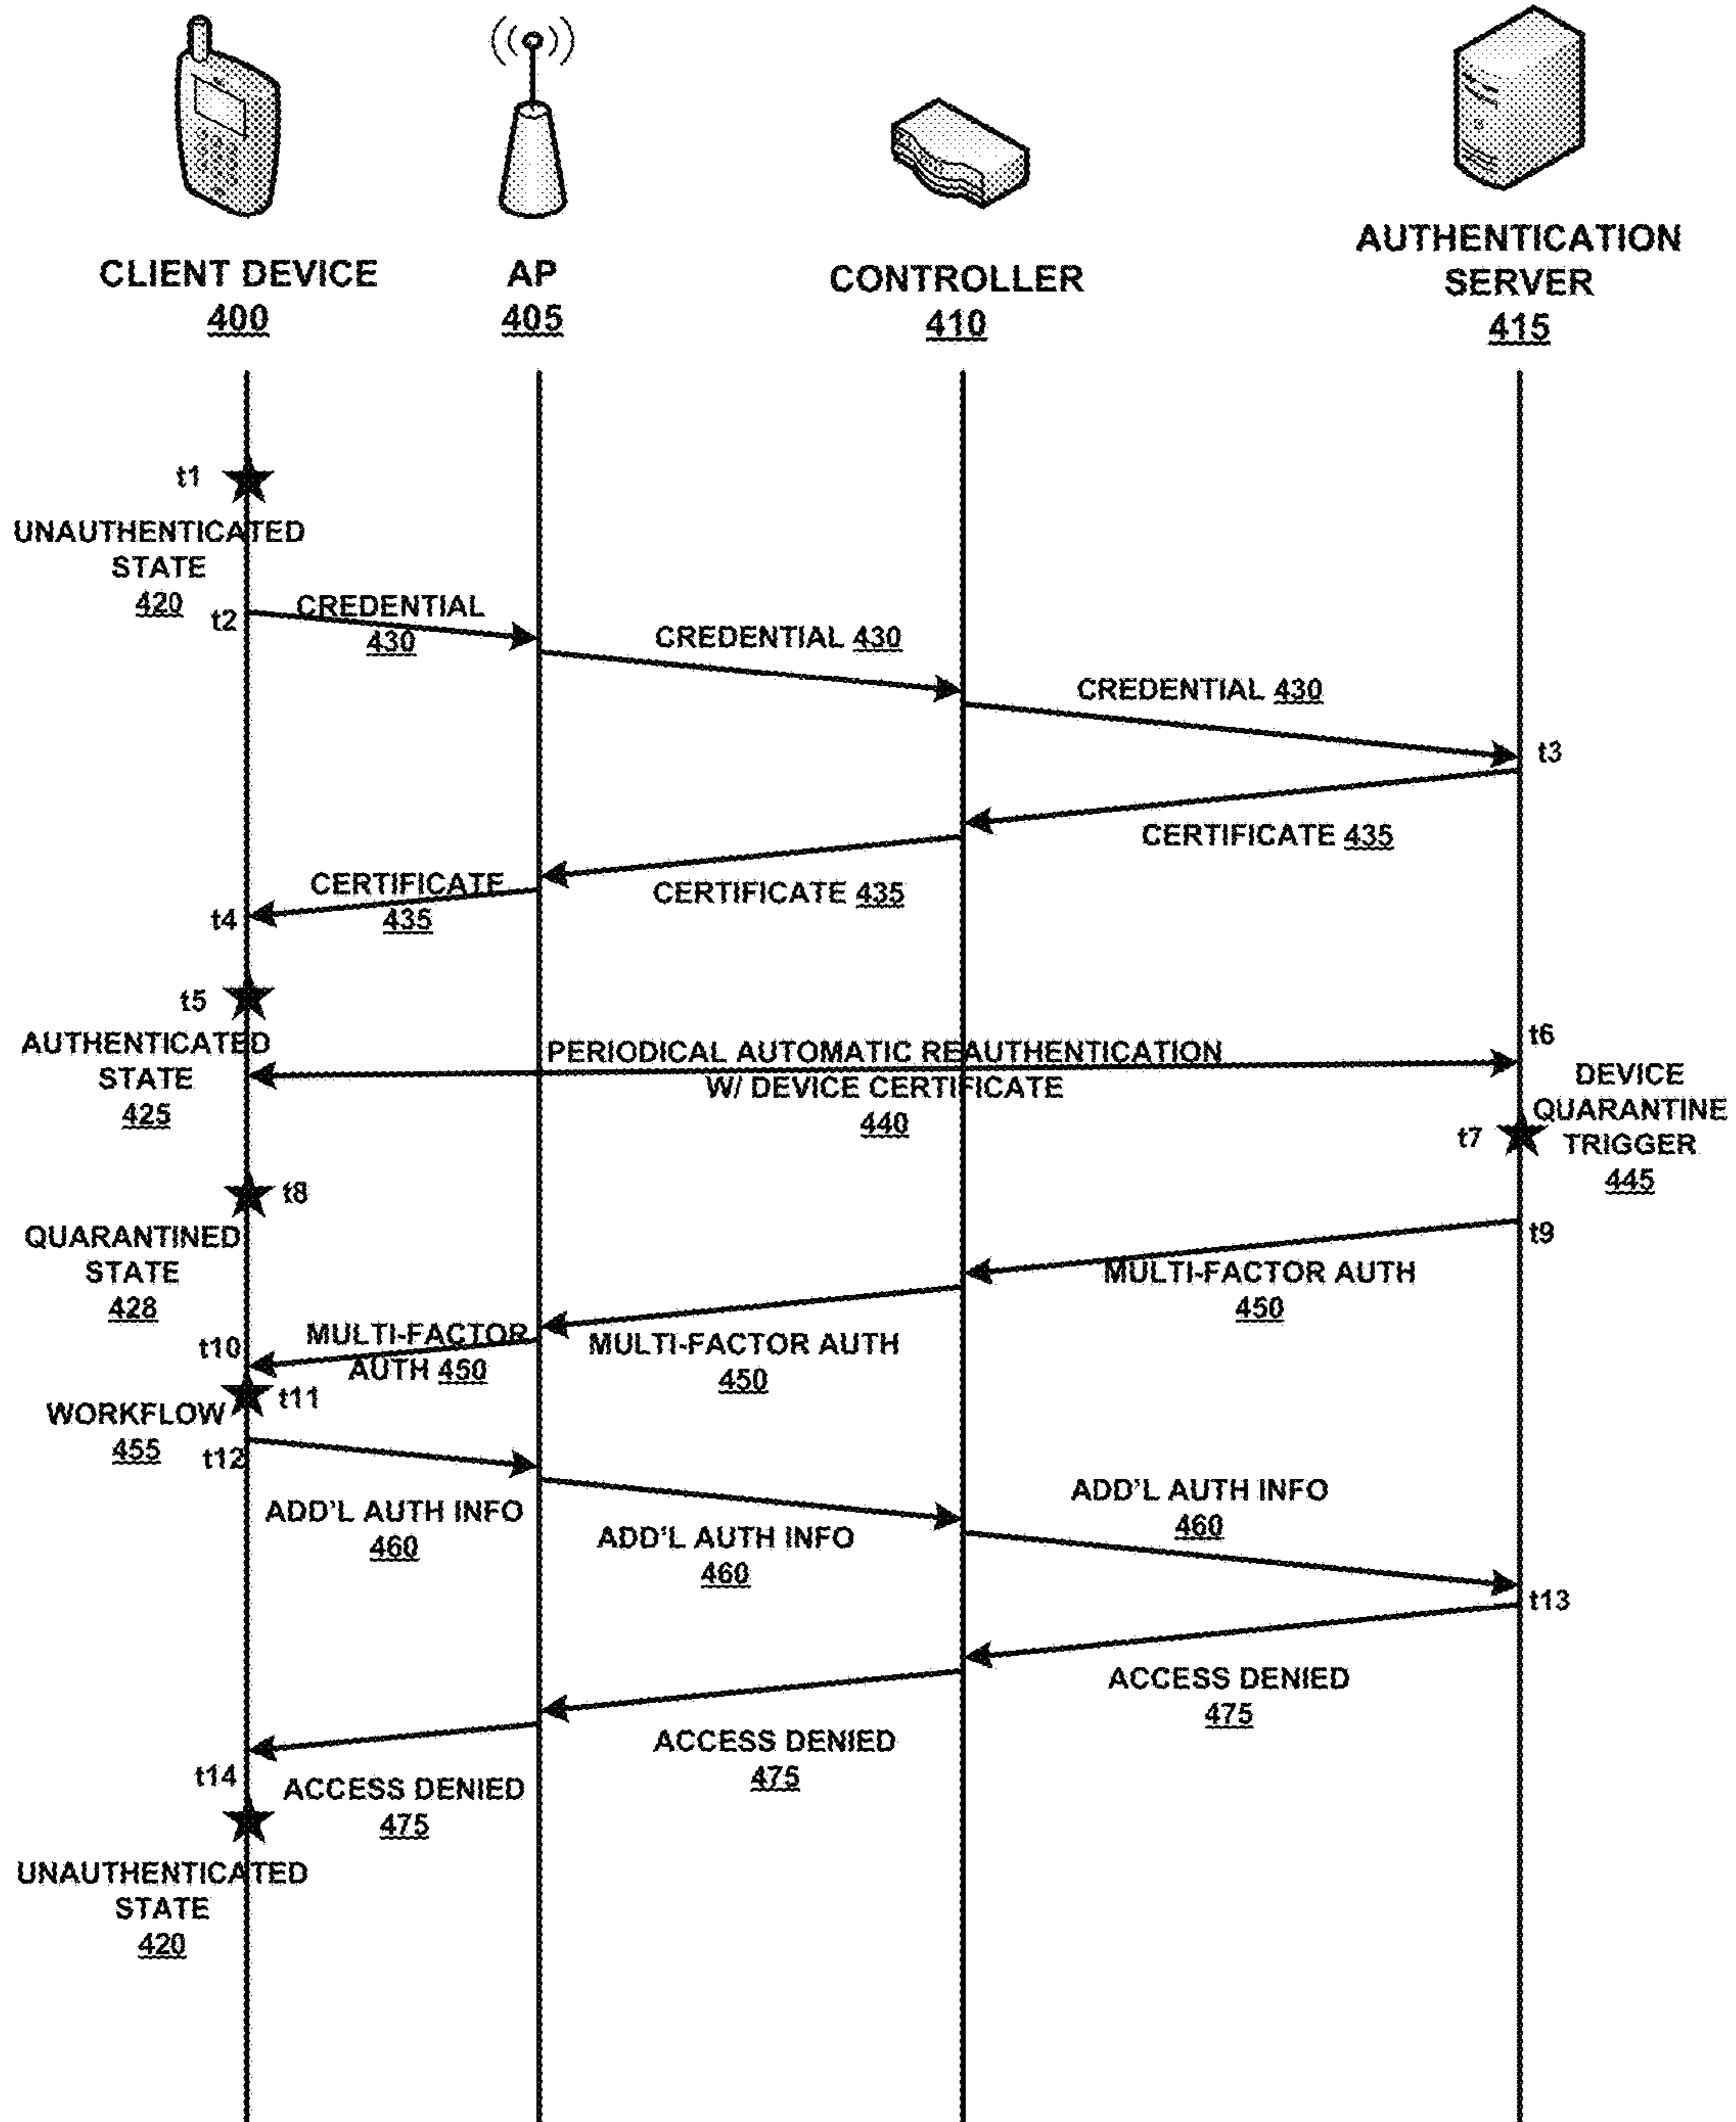 CLIENT DEVICE
400
AP
405
CONTROLLER
410
AUTHENTICATION
SERVER
415
t1
UNAUTHENTICATED
STATE
420
t2
CREDENTIAL
430
CREDENTIAL 430
CREDENTIAL 430
t3
CERTIFICATE 435
CERTIFICATE 435
CERTIFICATE
435
t4
t5
AUTHENTICATED
STATE
425
PERIODICAL AUTOMATIC REAUTHENTICATION
W/ DEVICE CERTIFICATE
440
t6
t7
DEVICE
QUARANTINE
TRIGGER
445
t8
QUARANTINED
STATE
428
t9
MULTI-FACTOR AUTH
450
MULTI-FACTOR AUTH
450
MULTI-FACTOR
AUTH 450
t10
t11
WORKFLOW
455
t12
ADD'L AUTH INFO
460
ADD'L AUTH INFO
460
ADD'L AUTH INFO
460
t13
ACCESS DENIED
475
ACCESS DENIED
475
ACCESS DENIED
475
t14
UNAUTHENTICATED
STATE
420